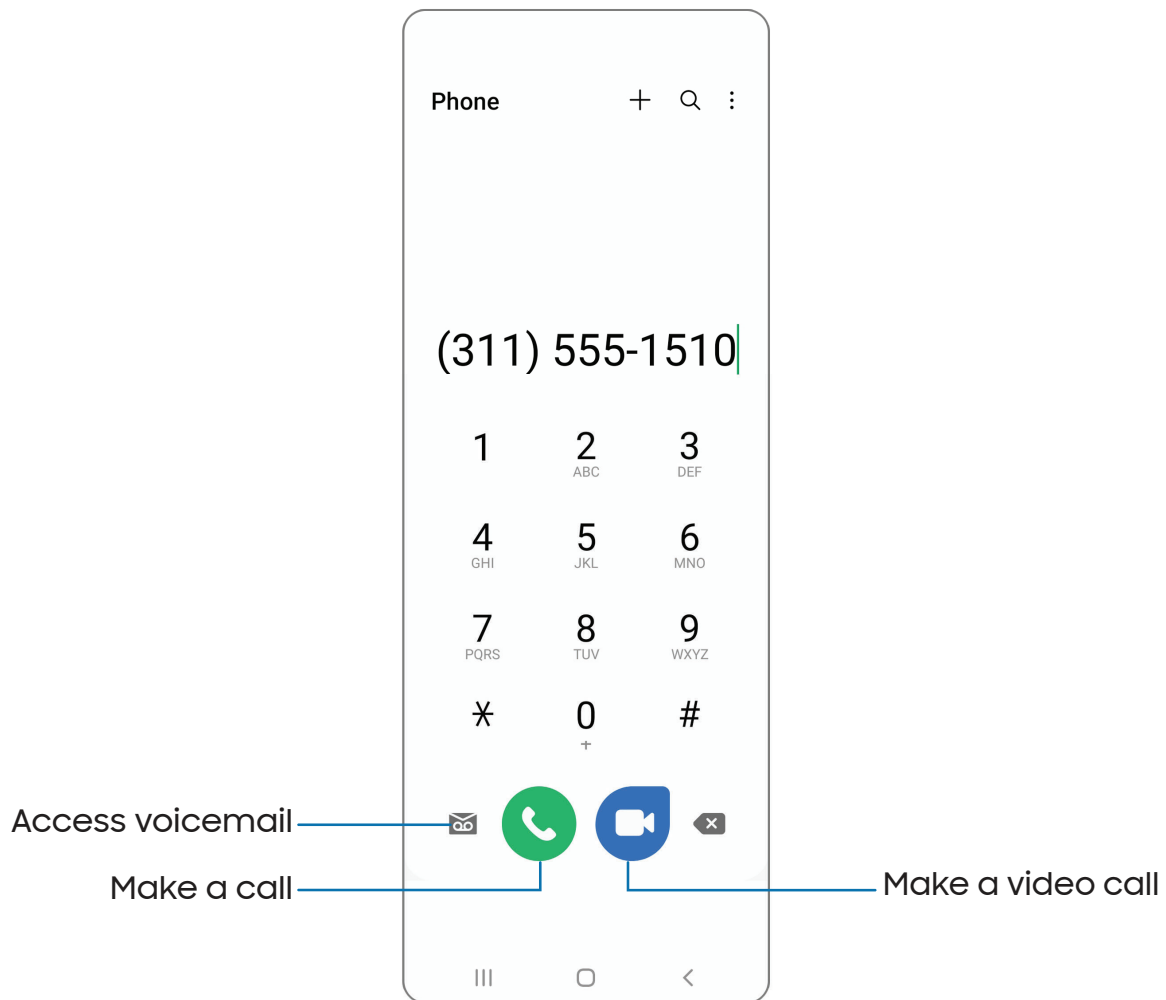 Phone
(311) 555-1510
1 2 3
ABC DEF
4 5 6
GHI JKL MNO
7 8 9
PQRS TUV WXYZ
* 0 #
+
Access voicemail
Make a call
Make a video call